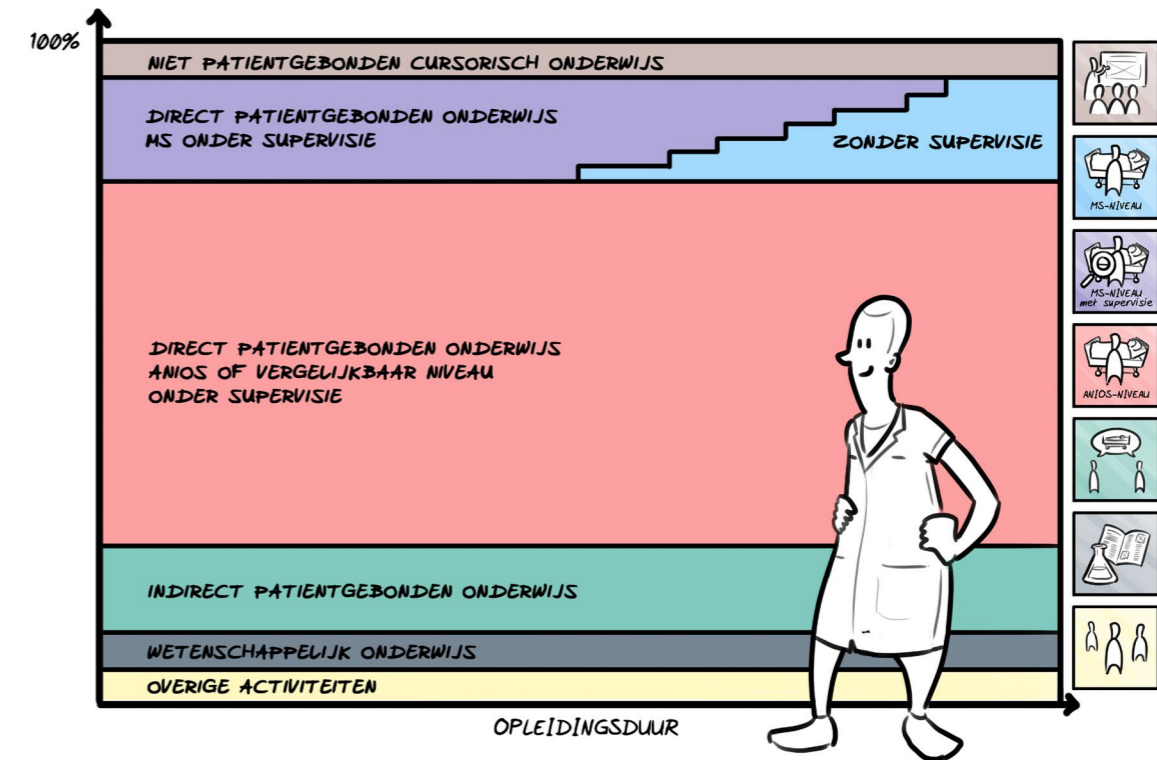 100%
NIET PATIENTGEBONDEN CURSORISCH ONDERWIJS
DIRECT PATIENTGEBONDEN ONDERWIJS
MS ONDER SUPERVISIE
ZONDER SUPERVISIE
DIRECT PATIENTGEBONDEN ONDERWIJS
ANIOS OF VERGELIJKBAAR NIVEAU
ONDER SUPERVISIE
INDIRECT PATIENTGEBONDEN ONDERWIJS
WETENSCHAPPELIJK ONDERWIJS
OVERIGE ACTIVITEITEN
OPLEIDINGSDUUR
MS-NIVEAU
MS-NIVEAU
met supervisie
ANIOS-NIVEAU